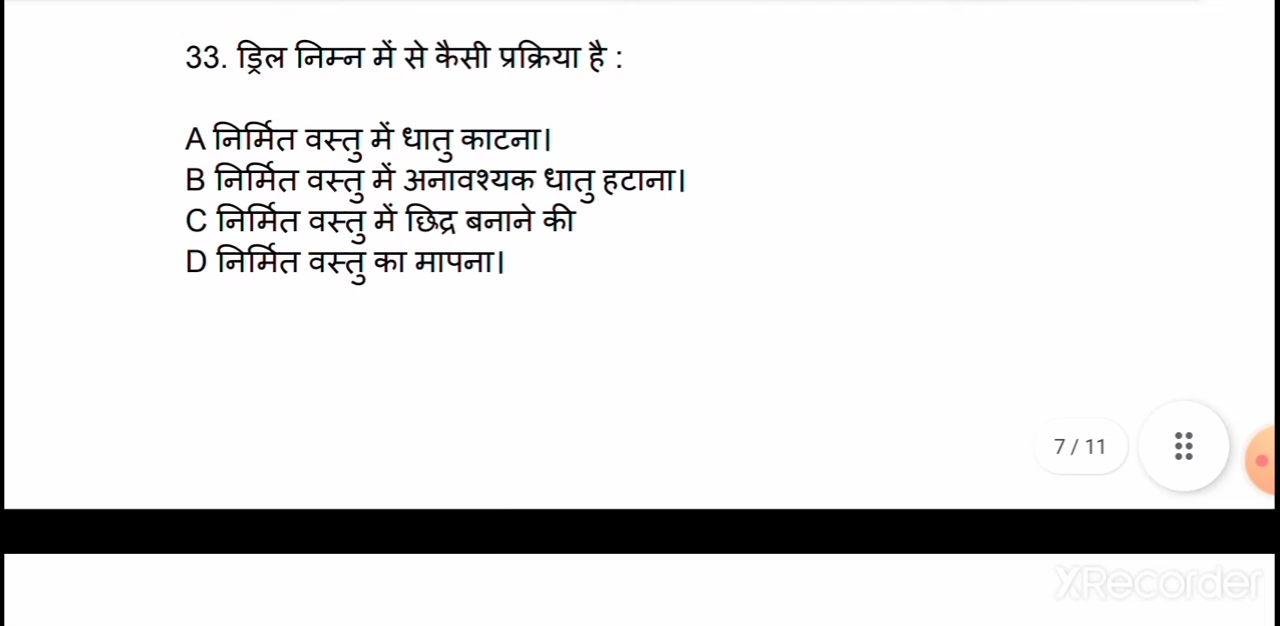 33. ड्रिल निम्न में से कैसी प्रक्रिया है :
A निर्मित वस्तु में धातु काटना।
B निर्मित वस्तु में अनावश्यक धातु हटाना।
C निर्मित वस्तु में छिद्र बनाने की
D निर्मित वस्तु का मापना।
7 / 11
XRecorder